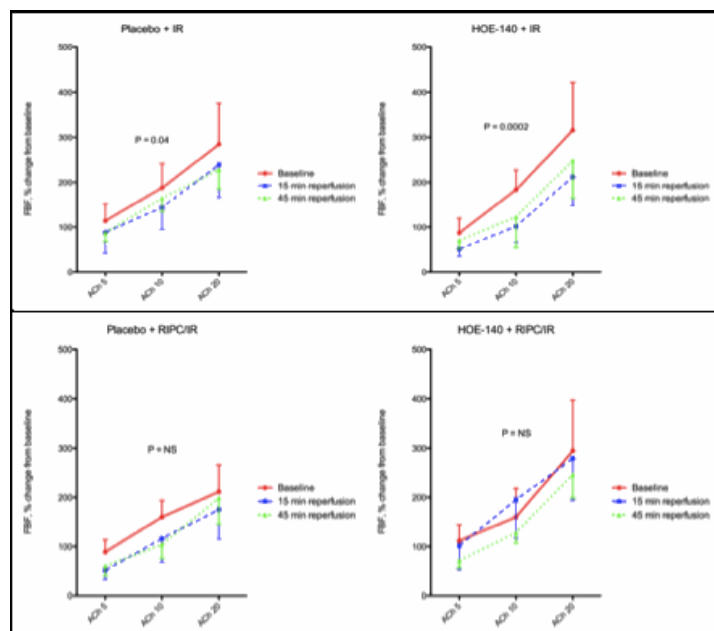 Placebo + IR
500
400
300
200
100
0
FBF, % change from baseline
P = 0.04
Baseline
15 min reperfusion
45 min reperfusion
ACh 5
ACh 10
ACh 20
HOE-140 + IR
500
400
300
200
100
0
FBF, % change from baseline
P = 0.0002
Baseline
15 min reperfusion
45 min reperfusion
ACh 5
ACh 10
ACh 20
Placebo + RIPC/IR
500
400
300
200
100
0
FBF, % change from baseline
P = NS
Baseline
15 min reperfusion
45 min reperfusion
ACh 5
ACh 10
ACh 20
HOE-140 + RIPC/IR
500
400
300
200
100
0
FBF, % change from baseline
P = NS
Baseline
15 min reperfusion
45 min reperfusion
ACh 5
ACh 10
ACh 20